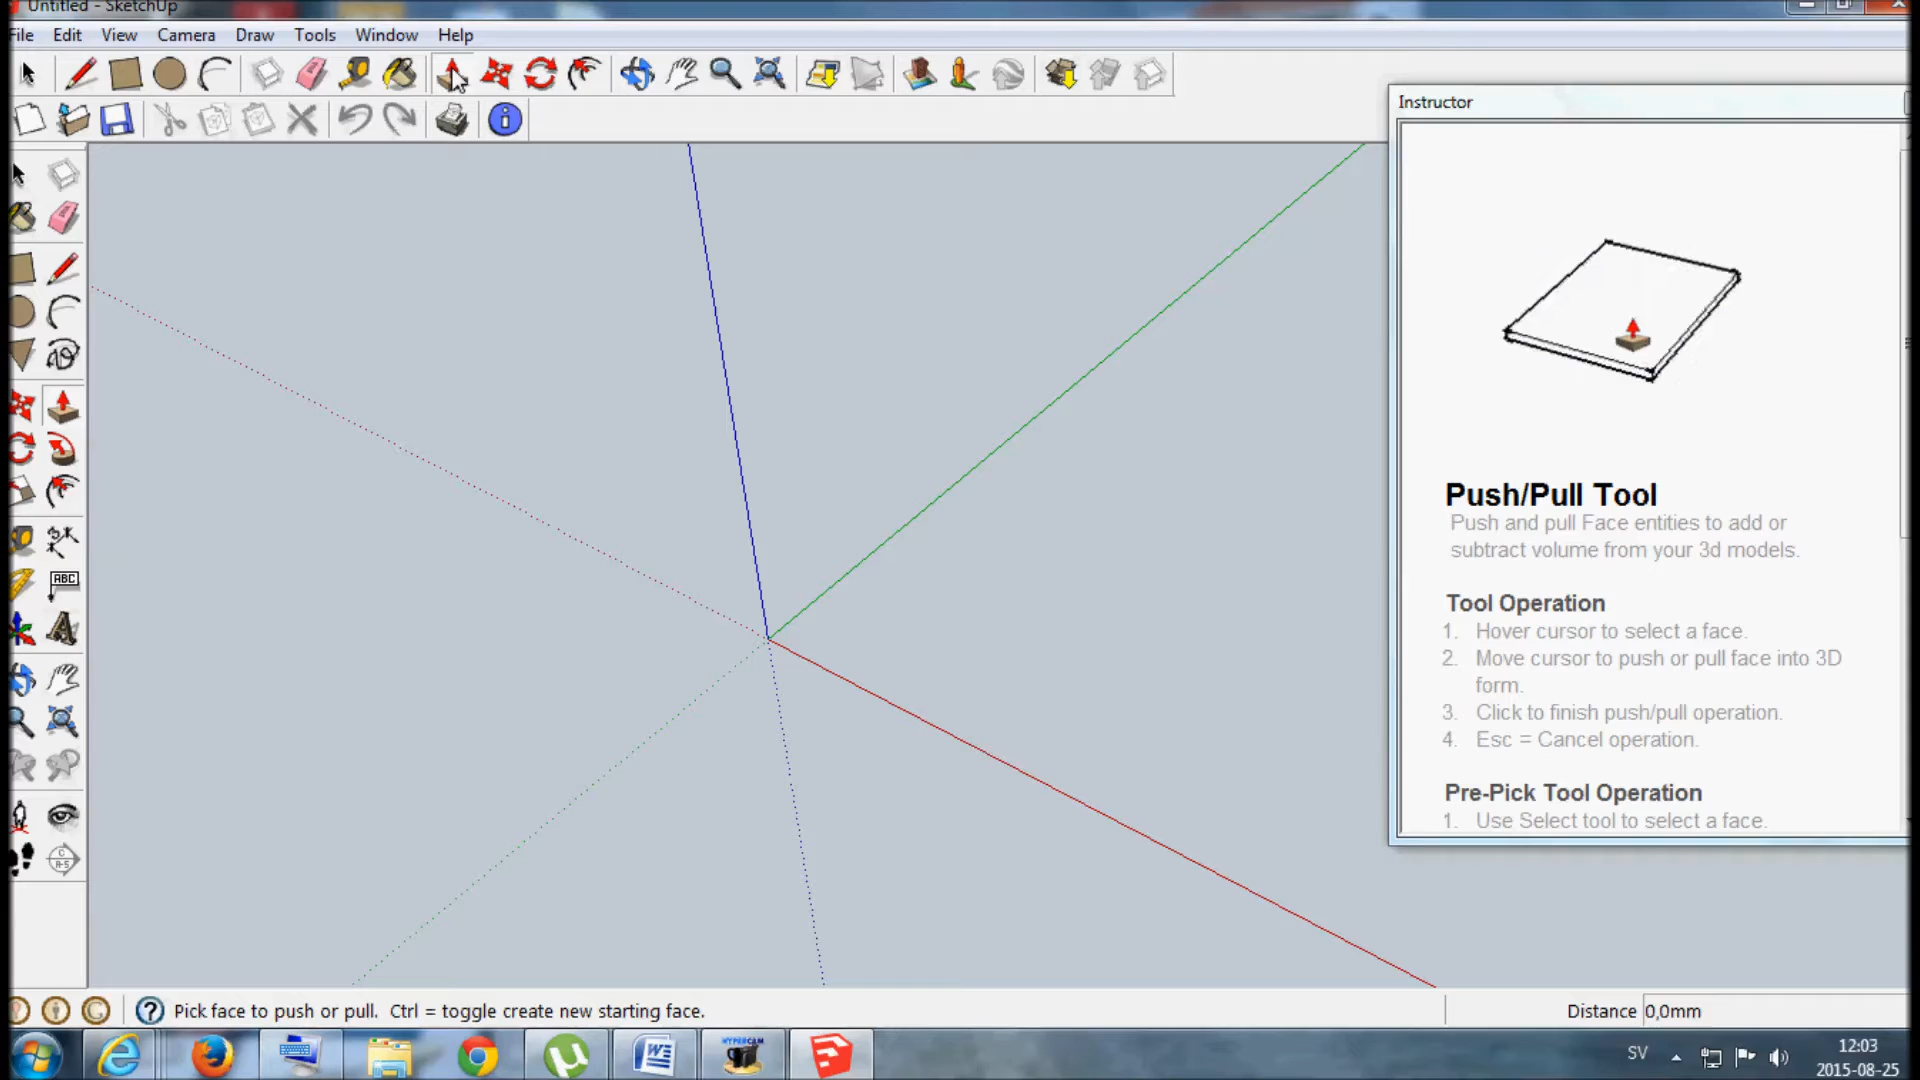 Untitled - SketchUp
File Edit View Camera Draw Tools Window Help
Instructor
ABC
C
A-5
Push/Pull Tool
Push and pull Face entities to add or
subtract volume from your 3d models.
Tool Operation
1. Hover cursor to select a face.
2. Move cursor to push or pull face into 3D
form.
3. Click to finish push/pull operation.
4. Esc = Cancel operation.
Pre-Pick Tool Operation
1. Use Select tool to select a face.
Pick face to push or pull. Ctrl = toggle create new starting face.
Distance 0,0mm
HYPERCAM
SV
12:03
2015-08-25